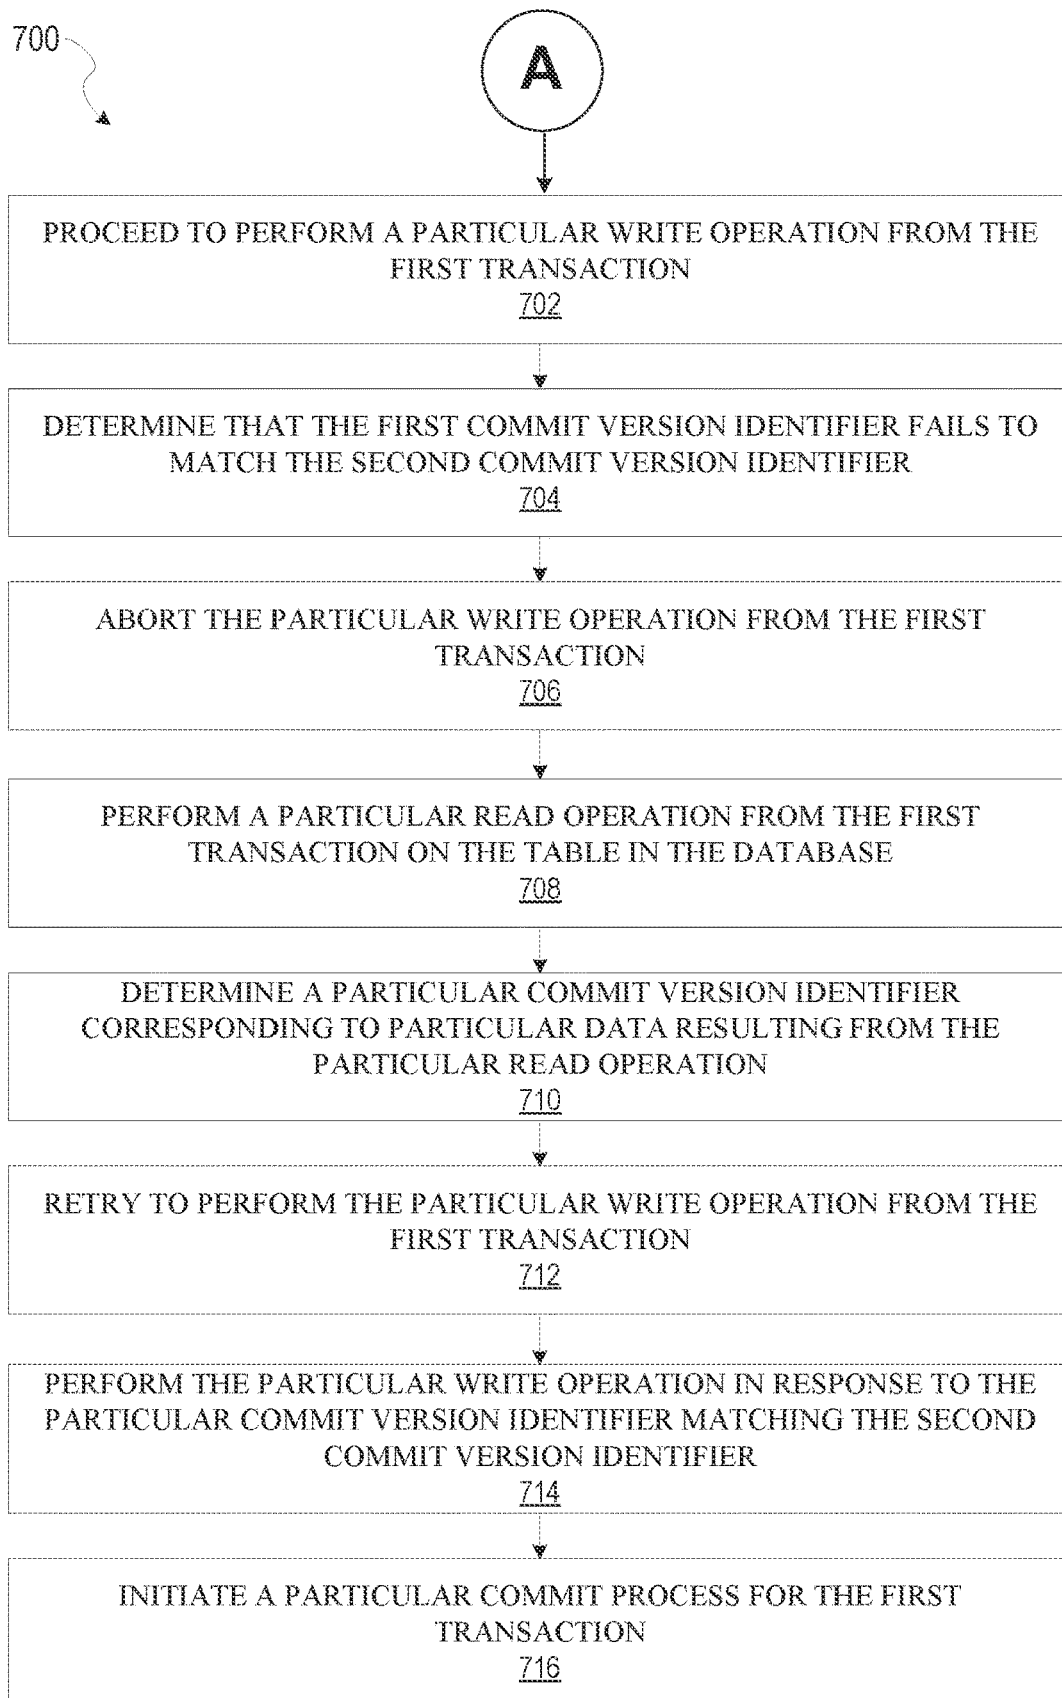 700
A
PROCEED TO PERFORM A PARTICULAR WRITE OPERATION FROM THE
FIRST TRANSACTION
702
DETERMINE THAT THE FIRST COMMIT VERSION IDENTIFIER FAILS TO
MATCH THE SECOND COMMIT VERSION IDENTIFIER
704
ABORT THE PARTICULAR WRITE OPERATION FROM THE FIRST
TRANSACTION
706
PERFORM A PARTICULAR READ OPERATION FROM THE FIRST
TRANSACTION ON THE TABLE IN THE DATABASE
708
DETERMINE A PARTICULAR COMMIT VERSION IDENTIFIER
CORRESPONDING TO PARTICULAR DATA RESULTING FROM THE
PARTICULAR READ OPERATION
710
RETRY TO PERFORM THE PARTICULAR WRITE OPERATION FROM THE
FIRST TRANSACTION
712
PERFORM THE PARTICULAR WRITE OPERATION IN RESPONSE TO THE
PARTICULAR COMMIT VERSION IDENTIFIER MATCHING THE SECOND
COMMIT VERSION IDENTIFIER
714
INITIATE A PARTICULAR COMMIT PROCESS FOR THE FIRST
TRANSACTION
716